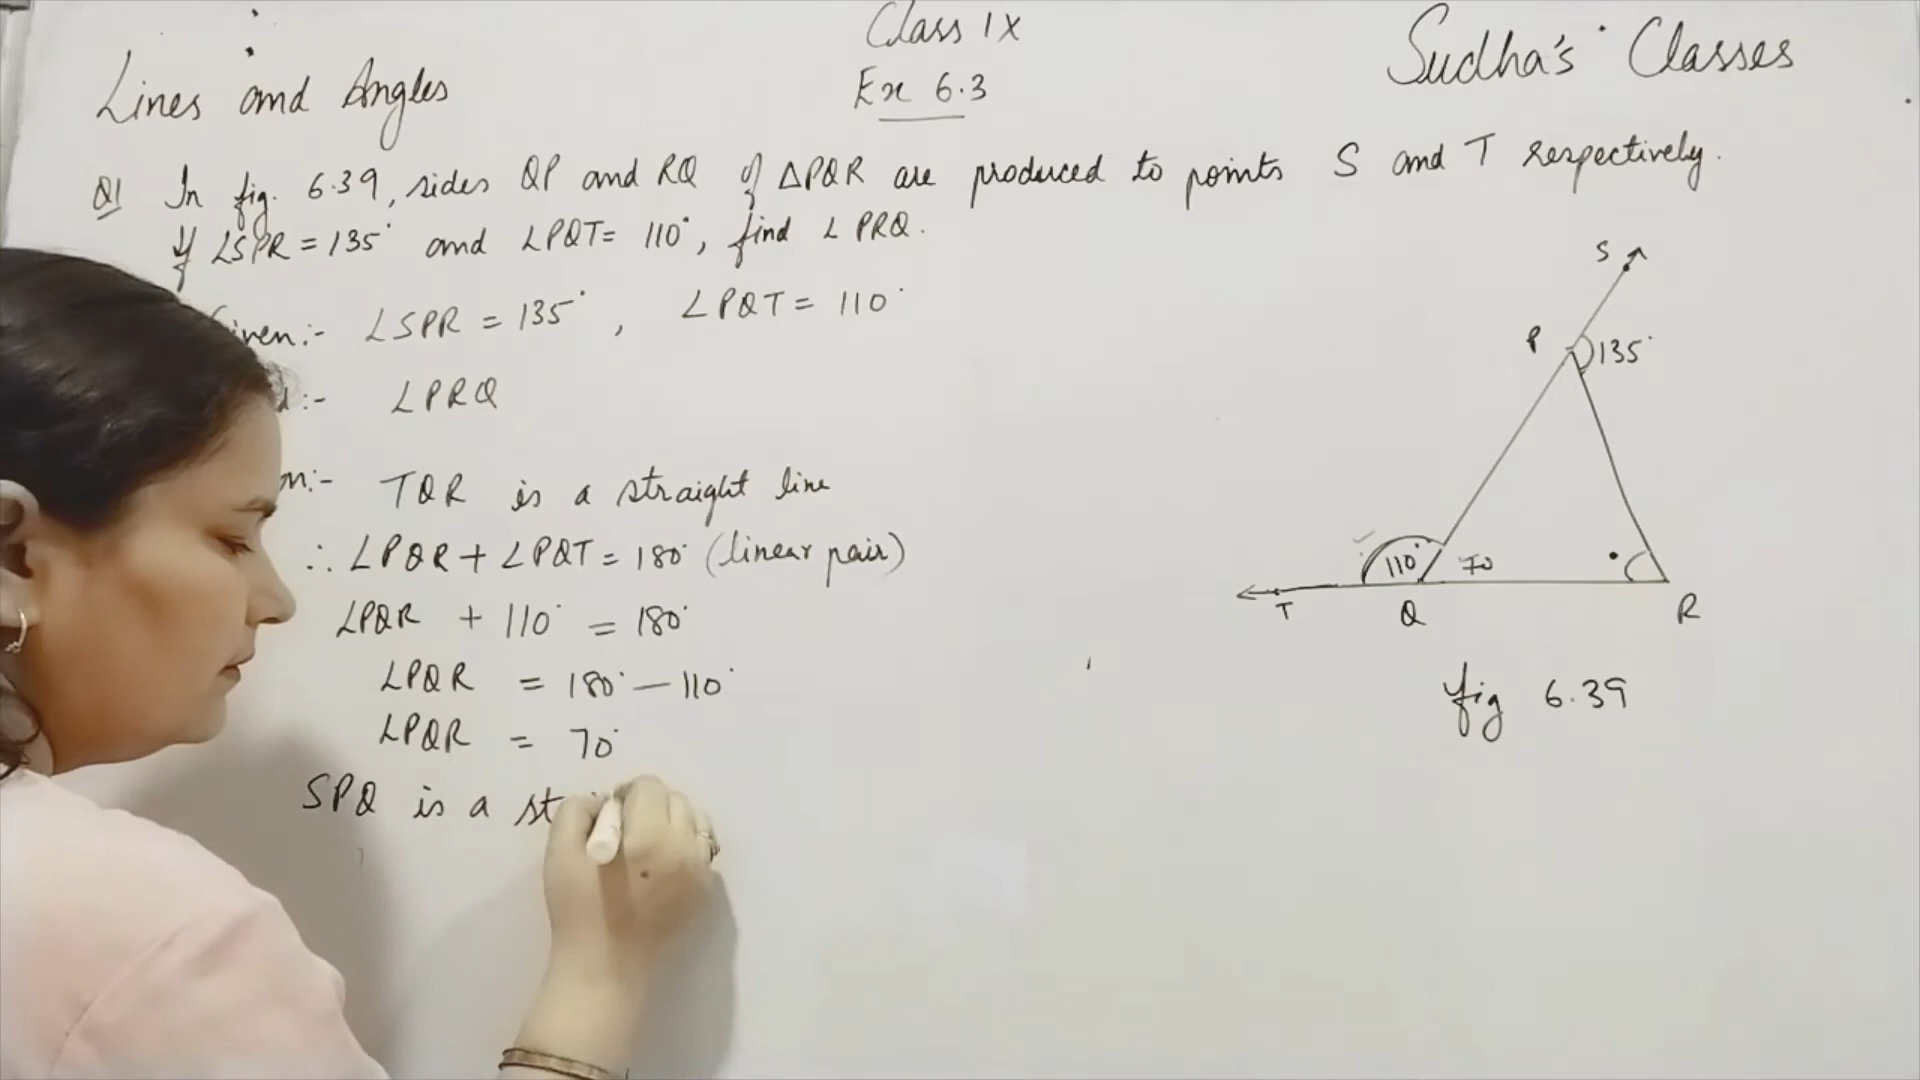 Class IX
Sudha's Classes
Lines and Angles
Ex 6.3
Q1 In fig. 6.39, sides QP and RQ of △PQR are produced to points S and T respectively.
If ∠SPR = 135° and ∠PQT = 110°, find ∠PRQ.
∠SPR = 135°, ∠PQT = 110°
:- ∠PRQ
:- TQR is a straight line
∴ ∠PQR + ∠PQT = 180° (linear pair)
∠PQR + 110° = 180°
∠PQR = 180° — 110°
∠PQR = 70°
SPQ is a st
S
P
135°
110°
70
T
Q
R
fig 6.39